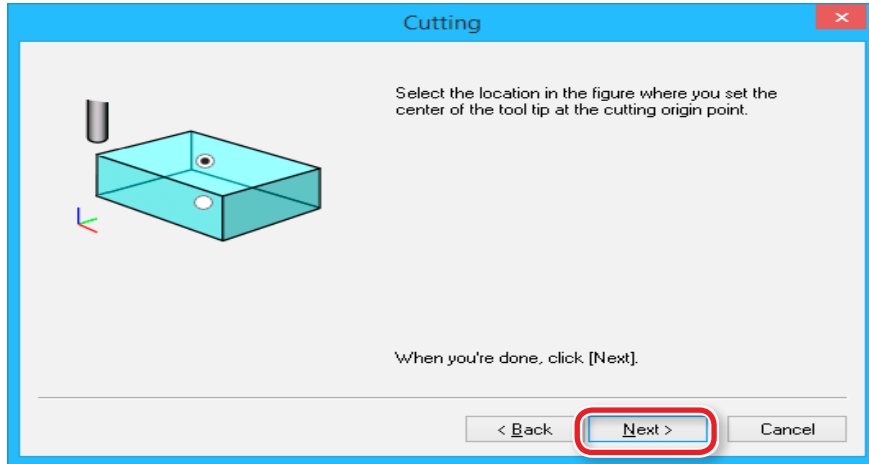 Cutting
Select the location in the figure where you set the
center of the tool tip at the cutting origin point.
When you're done, click [Next].
< Back
Next >
Cancel